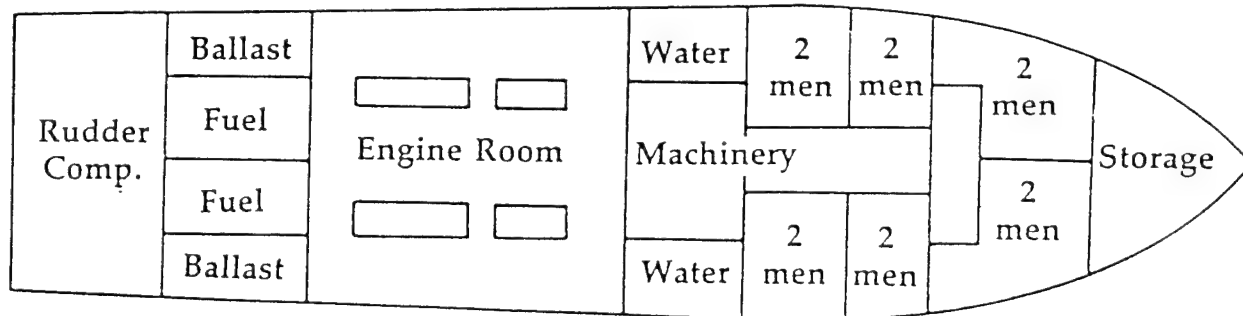 Rudder
Comp.
Ballast
Fuel
Fuel
Ballast
Engine Room
Water
Machinery
Water
2
men
2
men
2
men
2
men
2
men
2
men
Storage